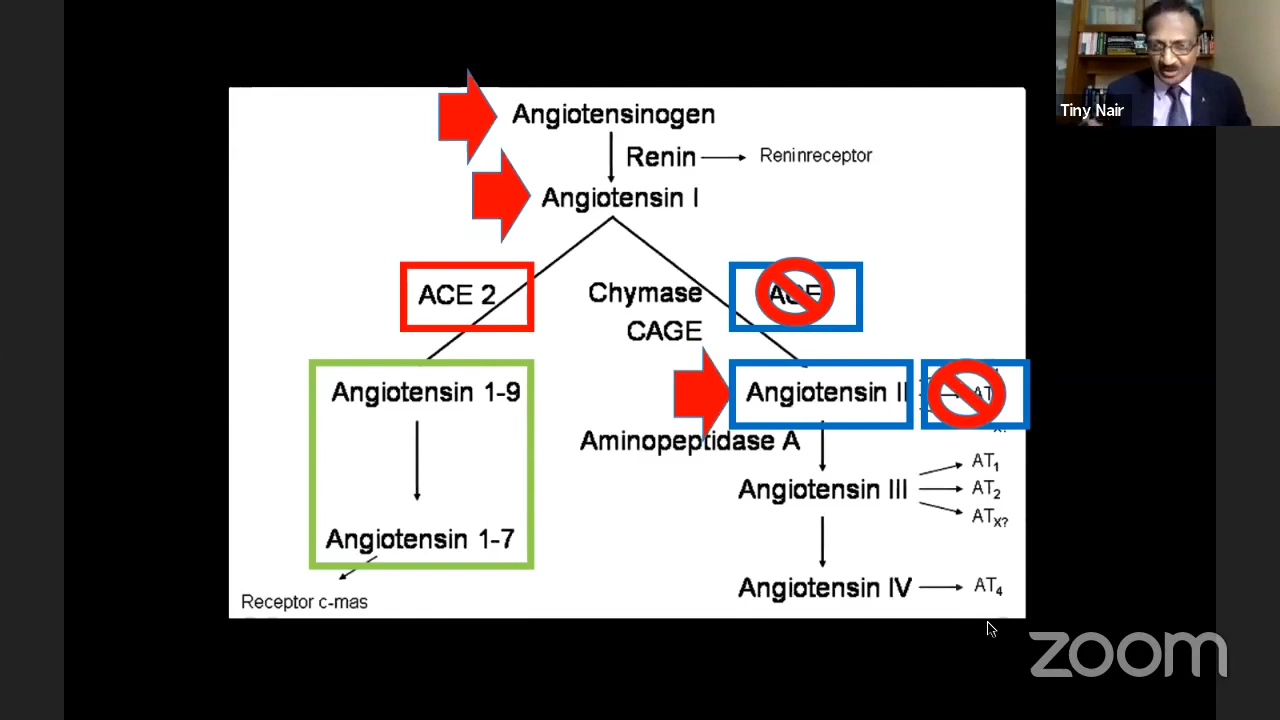 Tiny Nair
Angiotensinogen
Renin
Reninreceptor
Angiotensin I
ACE 2
Chymase
CAGE
Angiotensin 1-9
Angiotensin II
Aminopeptidase A
Angiotensin III
AT1
AT2
ATX?
Angiotensin 1-7
Angiotensin IV
AT4
Receptor c-mas
zoom